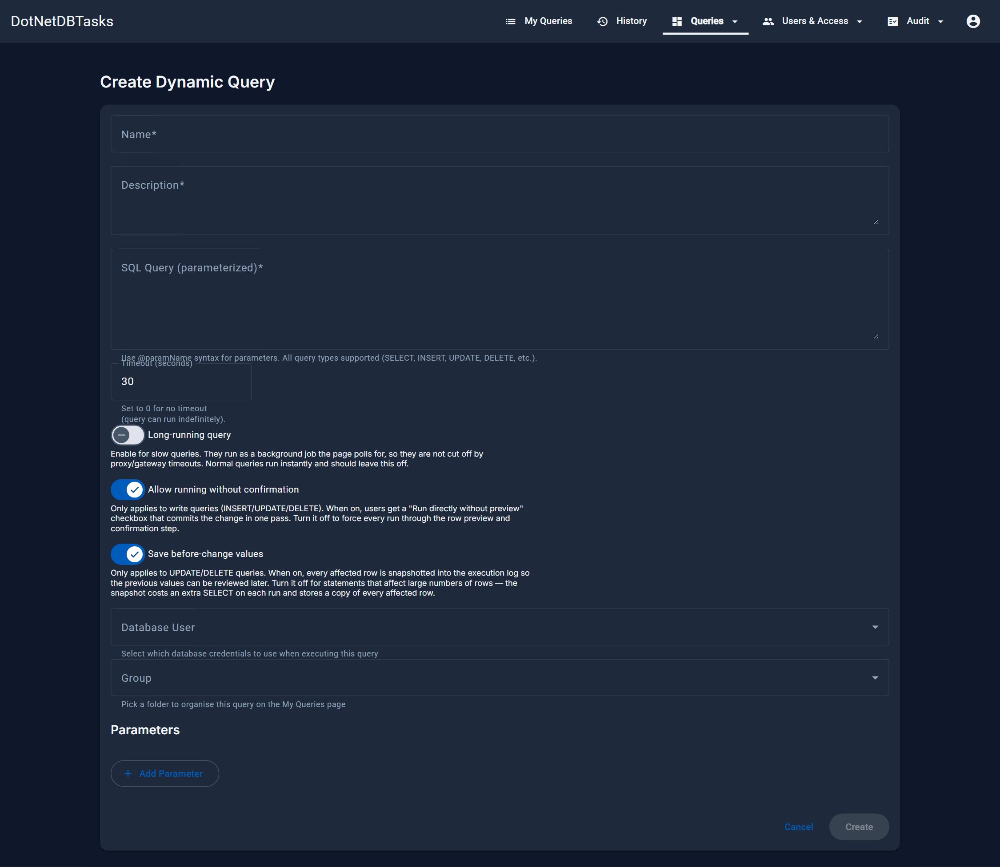 DotNetDBTasks
My Queries
History
Queries
Users & Access
Audit
Create Dynamic Query
Name*
Description*
SQL Query (parameterized)*
Use @paramName syntax for parameters. All query types supported (SELECT, INSERT, UPDATE, DELETE, etc.).
Timeout (seconds)
30
Set to 0 for no timeout
(query can run indefinitely).
Long-running query
Enable for slow queries. They run as a background job the page polls for, so they are not cut off by
proxy/gateway timeouts. Normal queries run instantly and should leave this off.
Allow running without confirmation
Only applies to write queries (INSERT/UPDATE/DELETE). When on, users get a "Run directly without preview"
checkbox that commits the change in one pass. Turn it off to force every run through the row preview and
confirmation step.
Save before-change values
Only applies to UPDATE/DELETE queries. When on, every affected row is snapshotted into the execution log so
the previous values can be reviewed later. Turn it off for statements that affect large numbers of rows — the
snapshot costs an extra SELECT on each run and stores a copy of every affected row.
Database User
Select which database credentials to use when executing this query
Group
Pick a folder to organise this query on the My Queries page
Parameters
Add Parameter
Cancel
Create